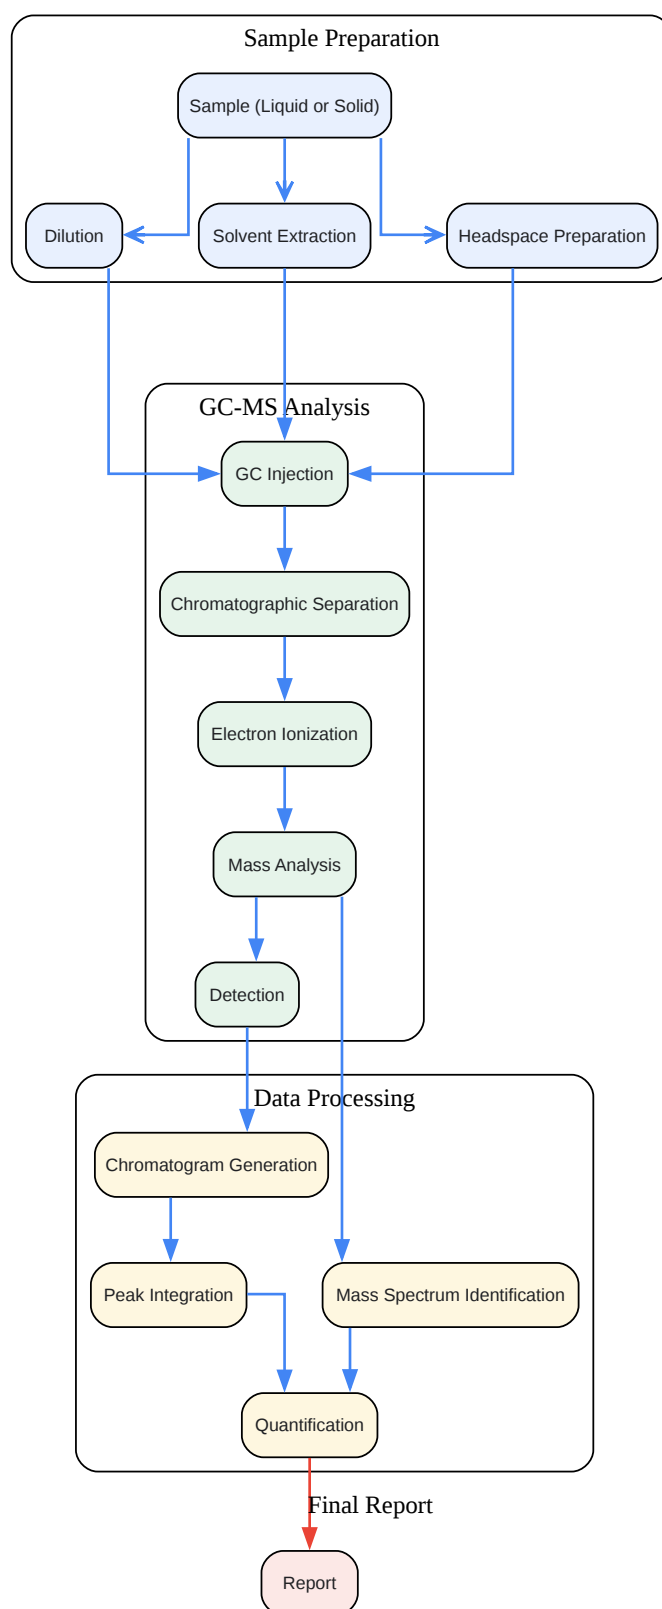 Sample Preparation
Sample (Liquid or Solid)
Dilution
Solvent Extraction
Headspace Preparation
GC-MS Analysis
GC Injection
Chromatographic Separation
Electron Ionization
Mass Analysis
Detection
Data Processing
Chromatogram Generation
Peak Integration
Mass Spectrum Identification
Quantification
Final Report
Report